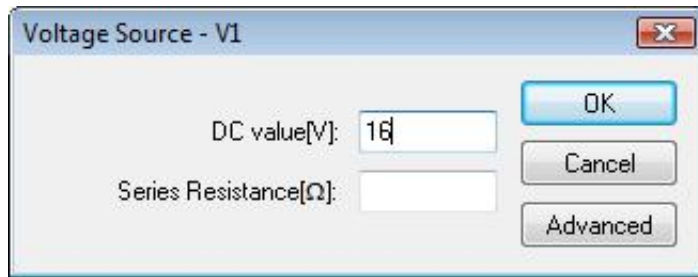 Voltage Source - V1
DC value[V]: 16 OK
Series Resistance[Ω]: Cancel
Advanced